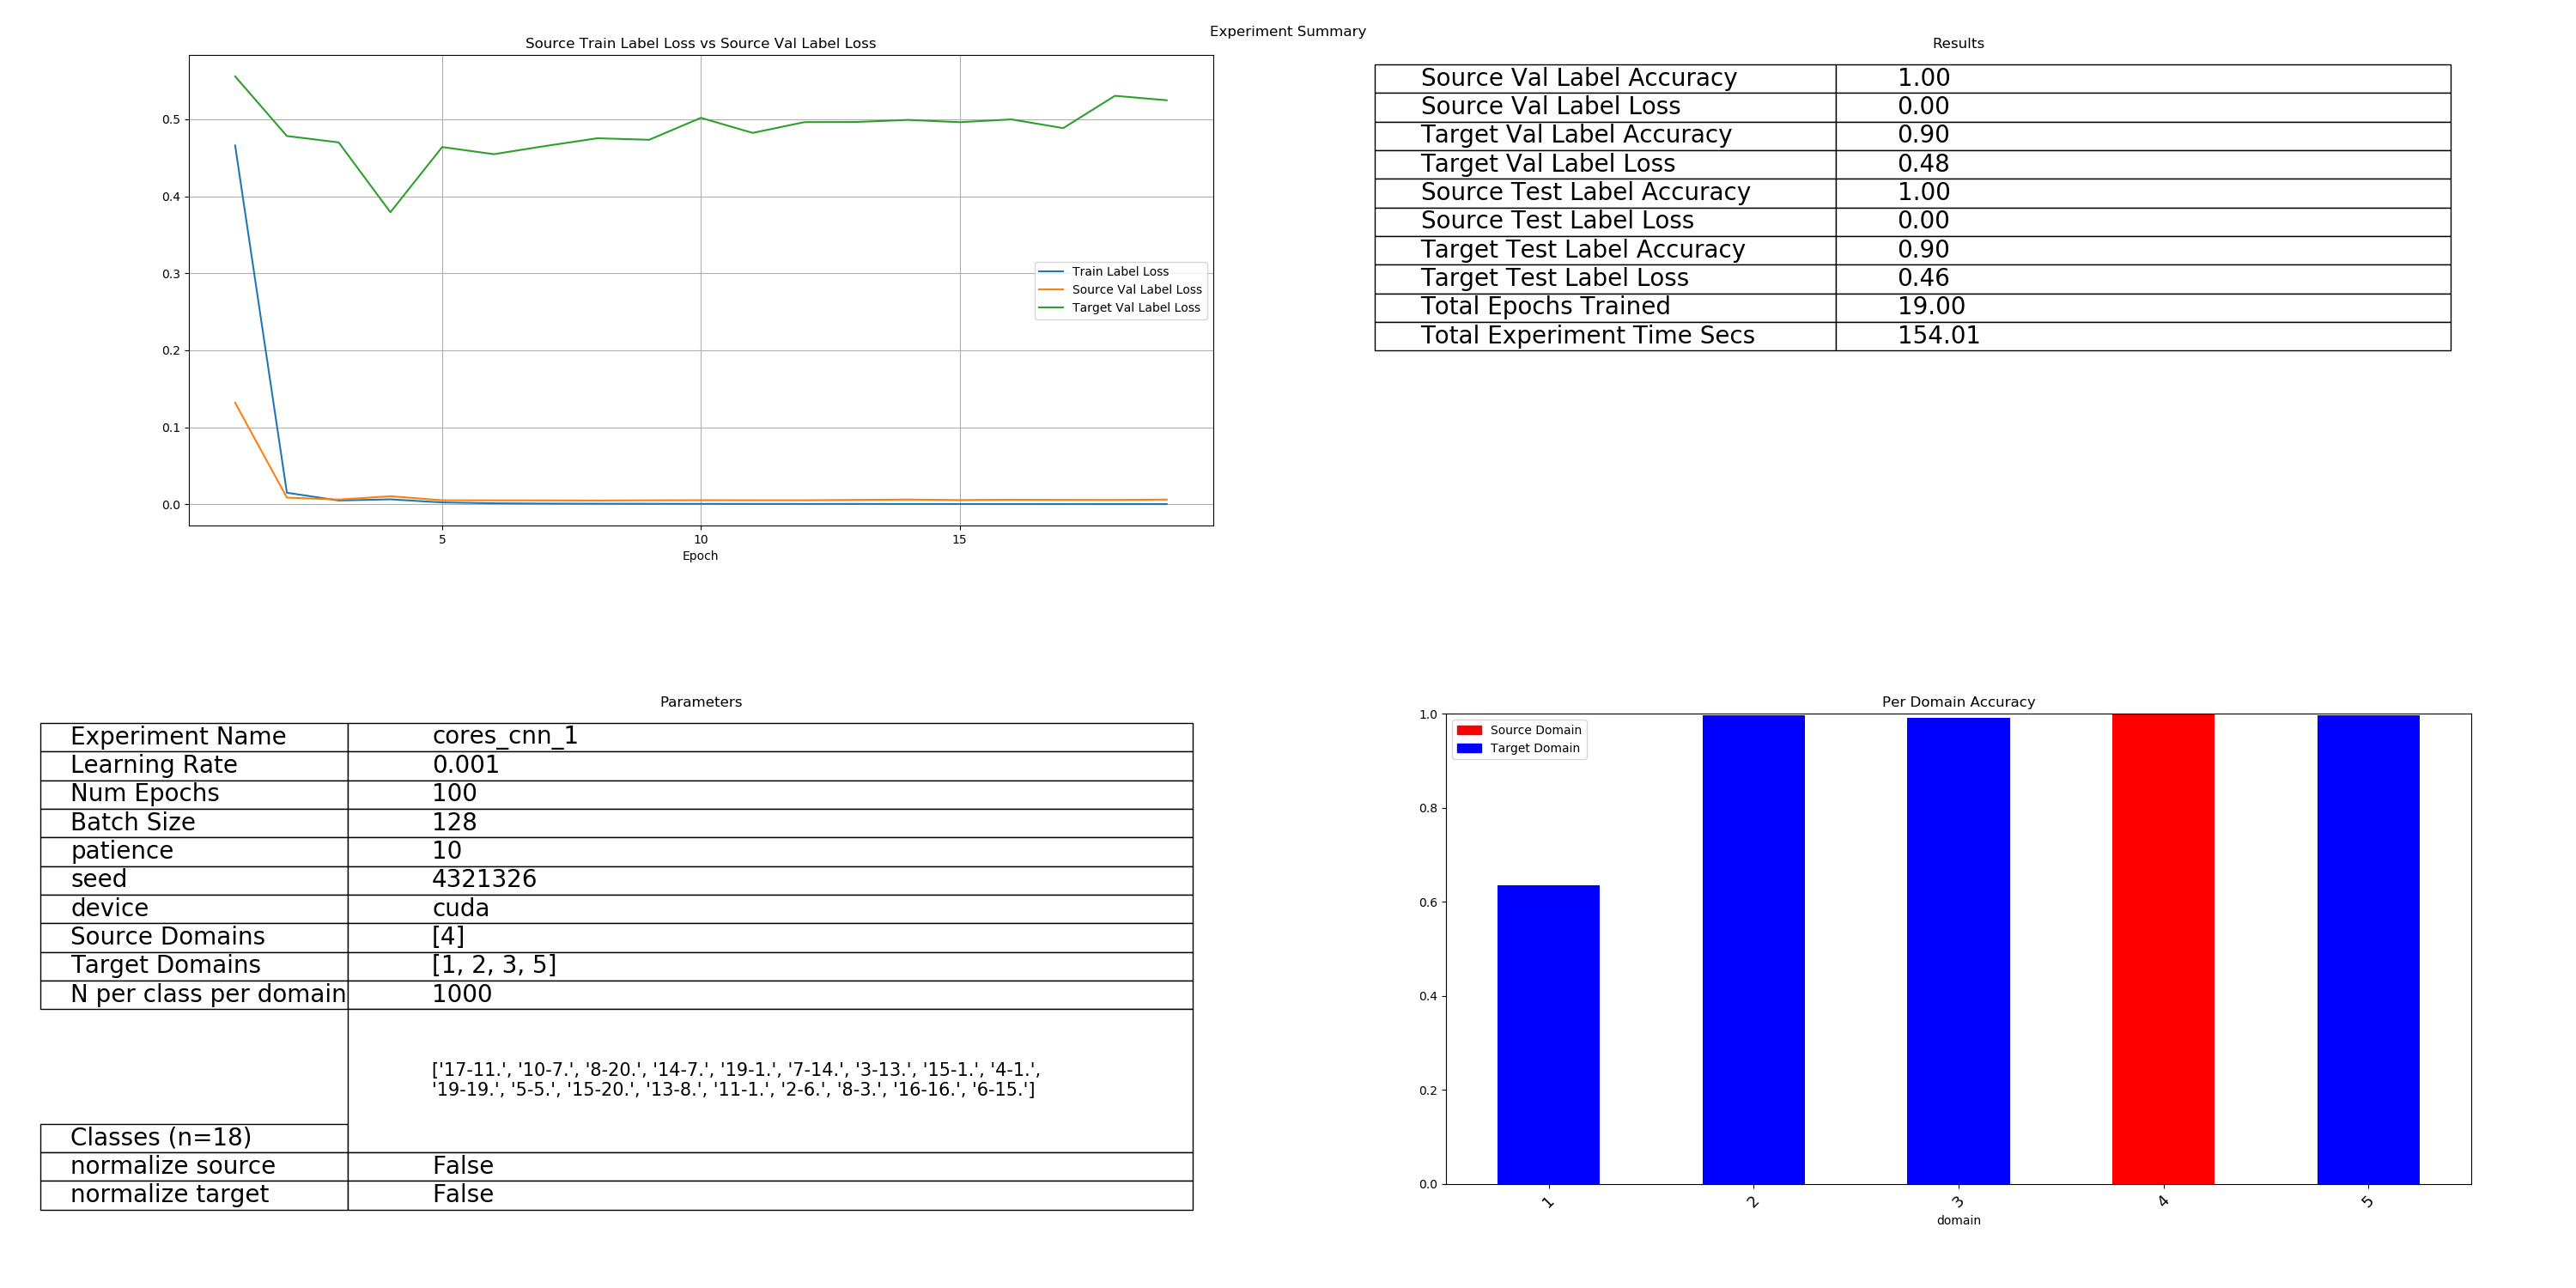 Experiment Summary
Source Train Label Loss vs Source Val Label Loss
0.5
0.4
0.3
0.2
0.1
0.0
5
10
15
Epoch
Train Label Loss
Source Val Label Loss
Target Val Label Loss
Results
Source Val Label Accuracy 1.00
Source Val Label Loss 0.00
Target Val Label Accuracy 0.90
Target Val Label Loss 0.48
Source Test Label Accuracy 1.00
Source Test Label Loss 0.00
Target Test Label Accuracy 0.90
Target Test Label Loss 0.46
Total Epochs Trained 19.00
Total Experiment Time Secs 154.01
Parameters
Experiment Name cores_cnn_1
Learning Rate 0.001
Num Epochs 100
Batch Size 128
patience 10
seed 4321326
device cuda
Source Domains [4]
Target Domains [1, 2, 3, 5]
N per class per domain 1000
['17-11.', '10-7.', '8-20.', '14-7.', '19-1.', '7-14.', '3-13.', '15-1.', '4-1.',
'19-19.', '5-5.', '15-20.', '13-8.', '11-1.', '2-6.', '8-3.', '16-16.', '6-15.']
Classes (n=18)
normalize source False
normalize target False
Per Domain Accuracy
1.0
0.8
0.6
0.4
0.2
0.0
Source Domain
Target Domain
1
2
3
4
5
domain